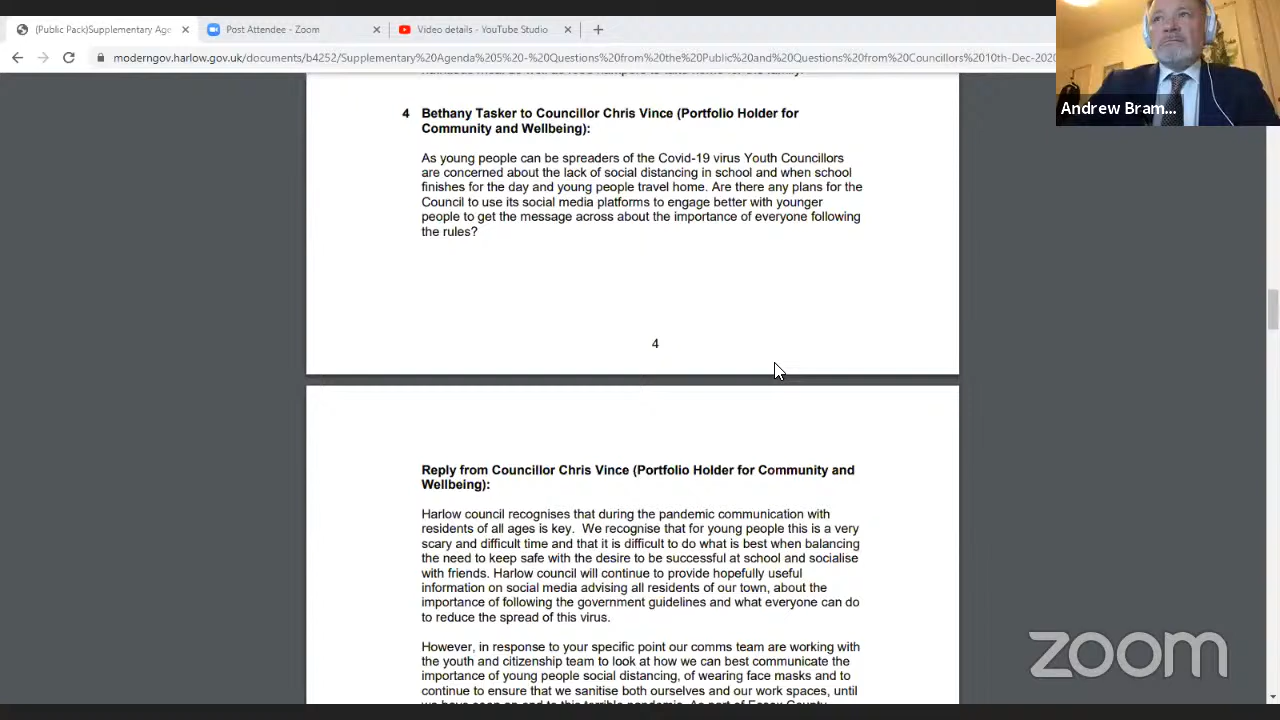 (Public Pack)Supplementary Age
Post Attendee - Zoom
Video details - YouTube Studio
moderngov.harlow.gov.uk/documents/b4252/Supplementary%20Agenda%205%20-%20Questions%20from%20the%20Public%20and%20Questions%20from%20Councillors%2010th-Dec-2020
Andrew Bram...
4 Bethany Tasker to Councillor Chris Vince (Portfolio Holder for
Community and Wellbeing):
As young people can be spreaders of the Covid-19 virus Youth Councillors
are concerned about the lack of social distancing in school and when school
finishes for the day and young people travel home. Are there any plans for the
Council to use its social media platforms to engage better with younger
people to get the message across about the importance of everyone following
the rules?
4
Reply from Councillor Chris Vince (Portfolio Holder for Community and
Wellbeing):
Harlow council recognises that during the pandemic communication with
residents of all ages is key. We recognise that for young people this is a very
scary and difficult time and that it is difficult to do what is best when balancing
the need to keep safe with the desire to be successful at school and socialise
with friends. Harlow council will continue to provide hopefully useful
information on social media advising all residents of our town, about the
importance of following the government guidelines and what everyone can do
to reduce the spread of this virus.
However, in response to your specific point our comms team are working with
the youth and citizenship team to look at how we can best communicate the
importance of young people social distancing, of wearing face masks and to
continue to ensure that we sanitise both ourselves and our work spaces, until
zoom